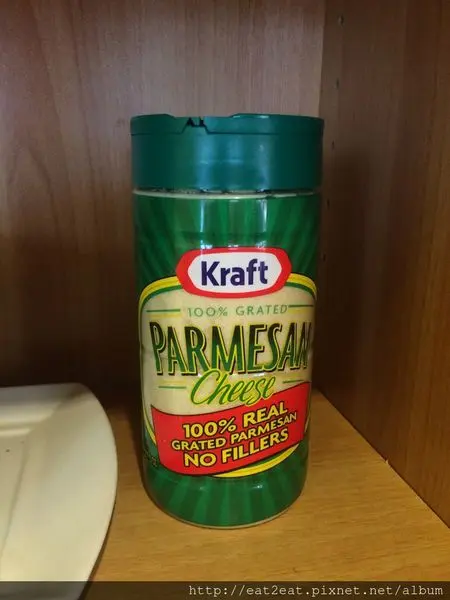 Kraft
100% GRATED
PARMESAN
Cheese
100% REAL
GRATED PARMESAN
NO FILLERS
http://eat2eat.pixnet.net/album